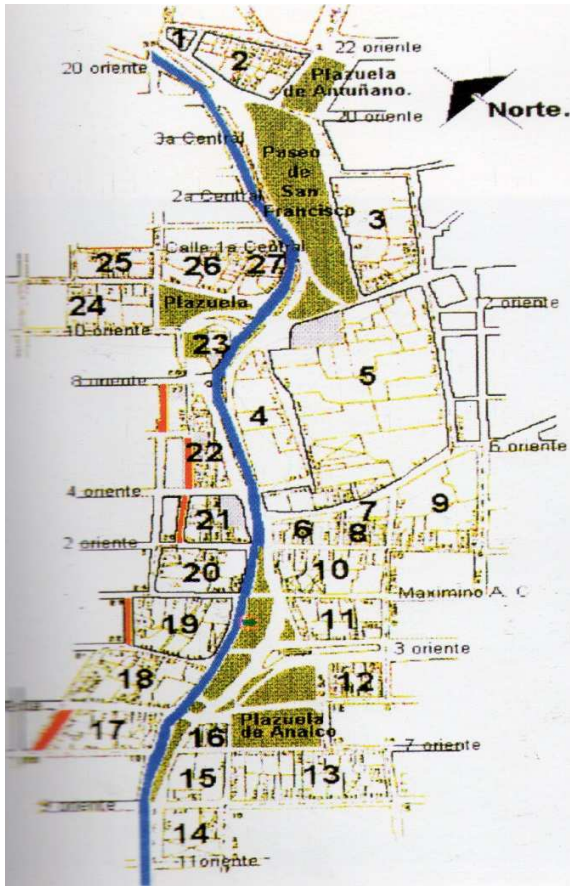 1
2
22 oriente
20 oriente
Plazuela
de Antuñano.
Norte.
20 oriente
3a Central
Paseo
de
San
Francisco
2a Central
3
Calle 1a Central
25
26
27
24
Plazuela
2 oriente
10 oriente
23
8 oriente
5
4
22
6 oriente
4 oriente
9
21
7
6
8
2 oriente
20
10
Maximino A. C
19
11
3 oriente
18
12
17
16
Plazuela
de Analco
7 oriente
15
13
oriente
14
11 oriente